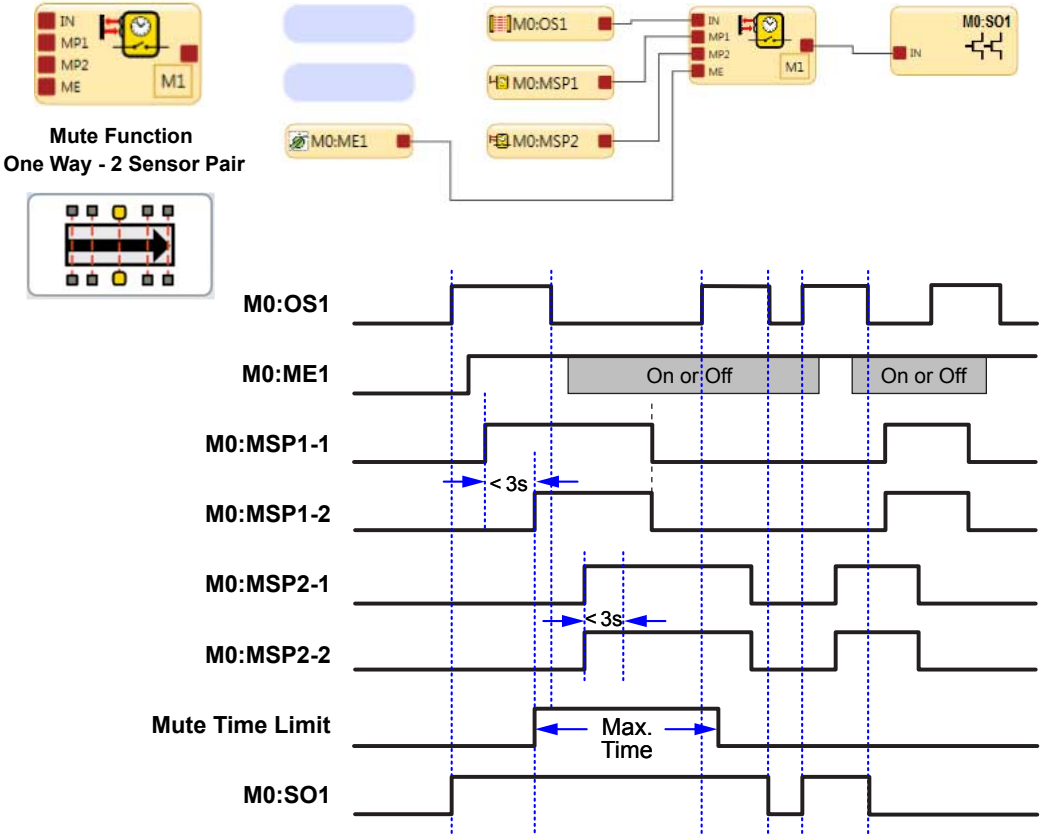 IN
MP1
MP2
ME
M1
Mute Function
One Way - 2 Sensor Pair
M0:ME1
M0:OS1
M0:MSP1
M0:MSP2
IN
MP1
MP2
ME
M1
M0:SO1
IN
M0:OS1
M0:ME1
On or Off
On or Off
M0:MSP1-1
< 3s
M0:MSP1-2
M0:MSP2-1
< 3s
M0:MSP2-2
Mute Time Limit
Max.
Time
M0:SO1